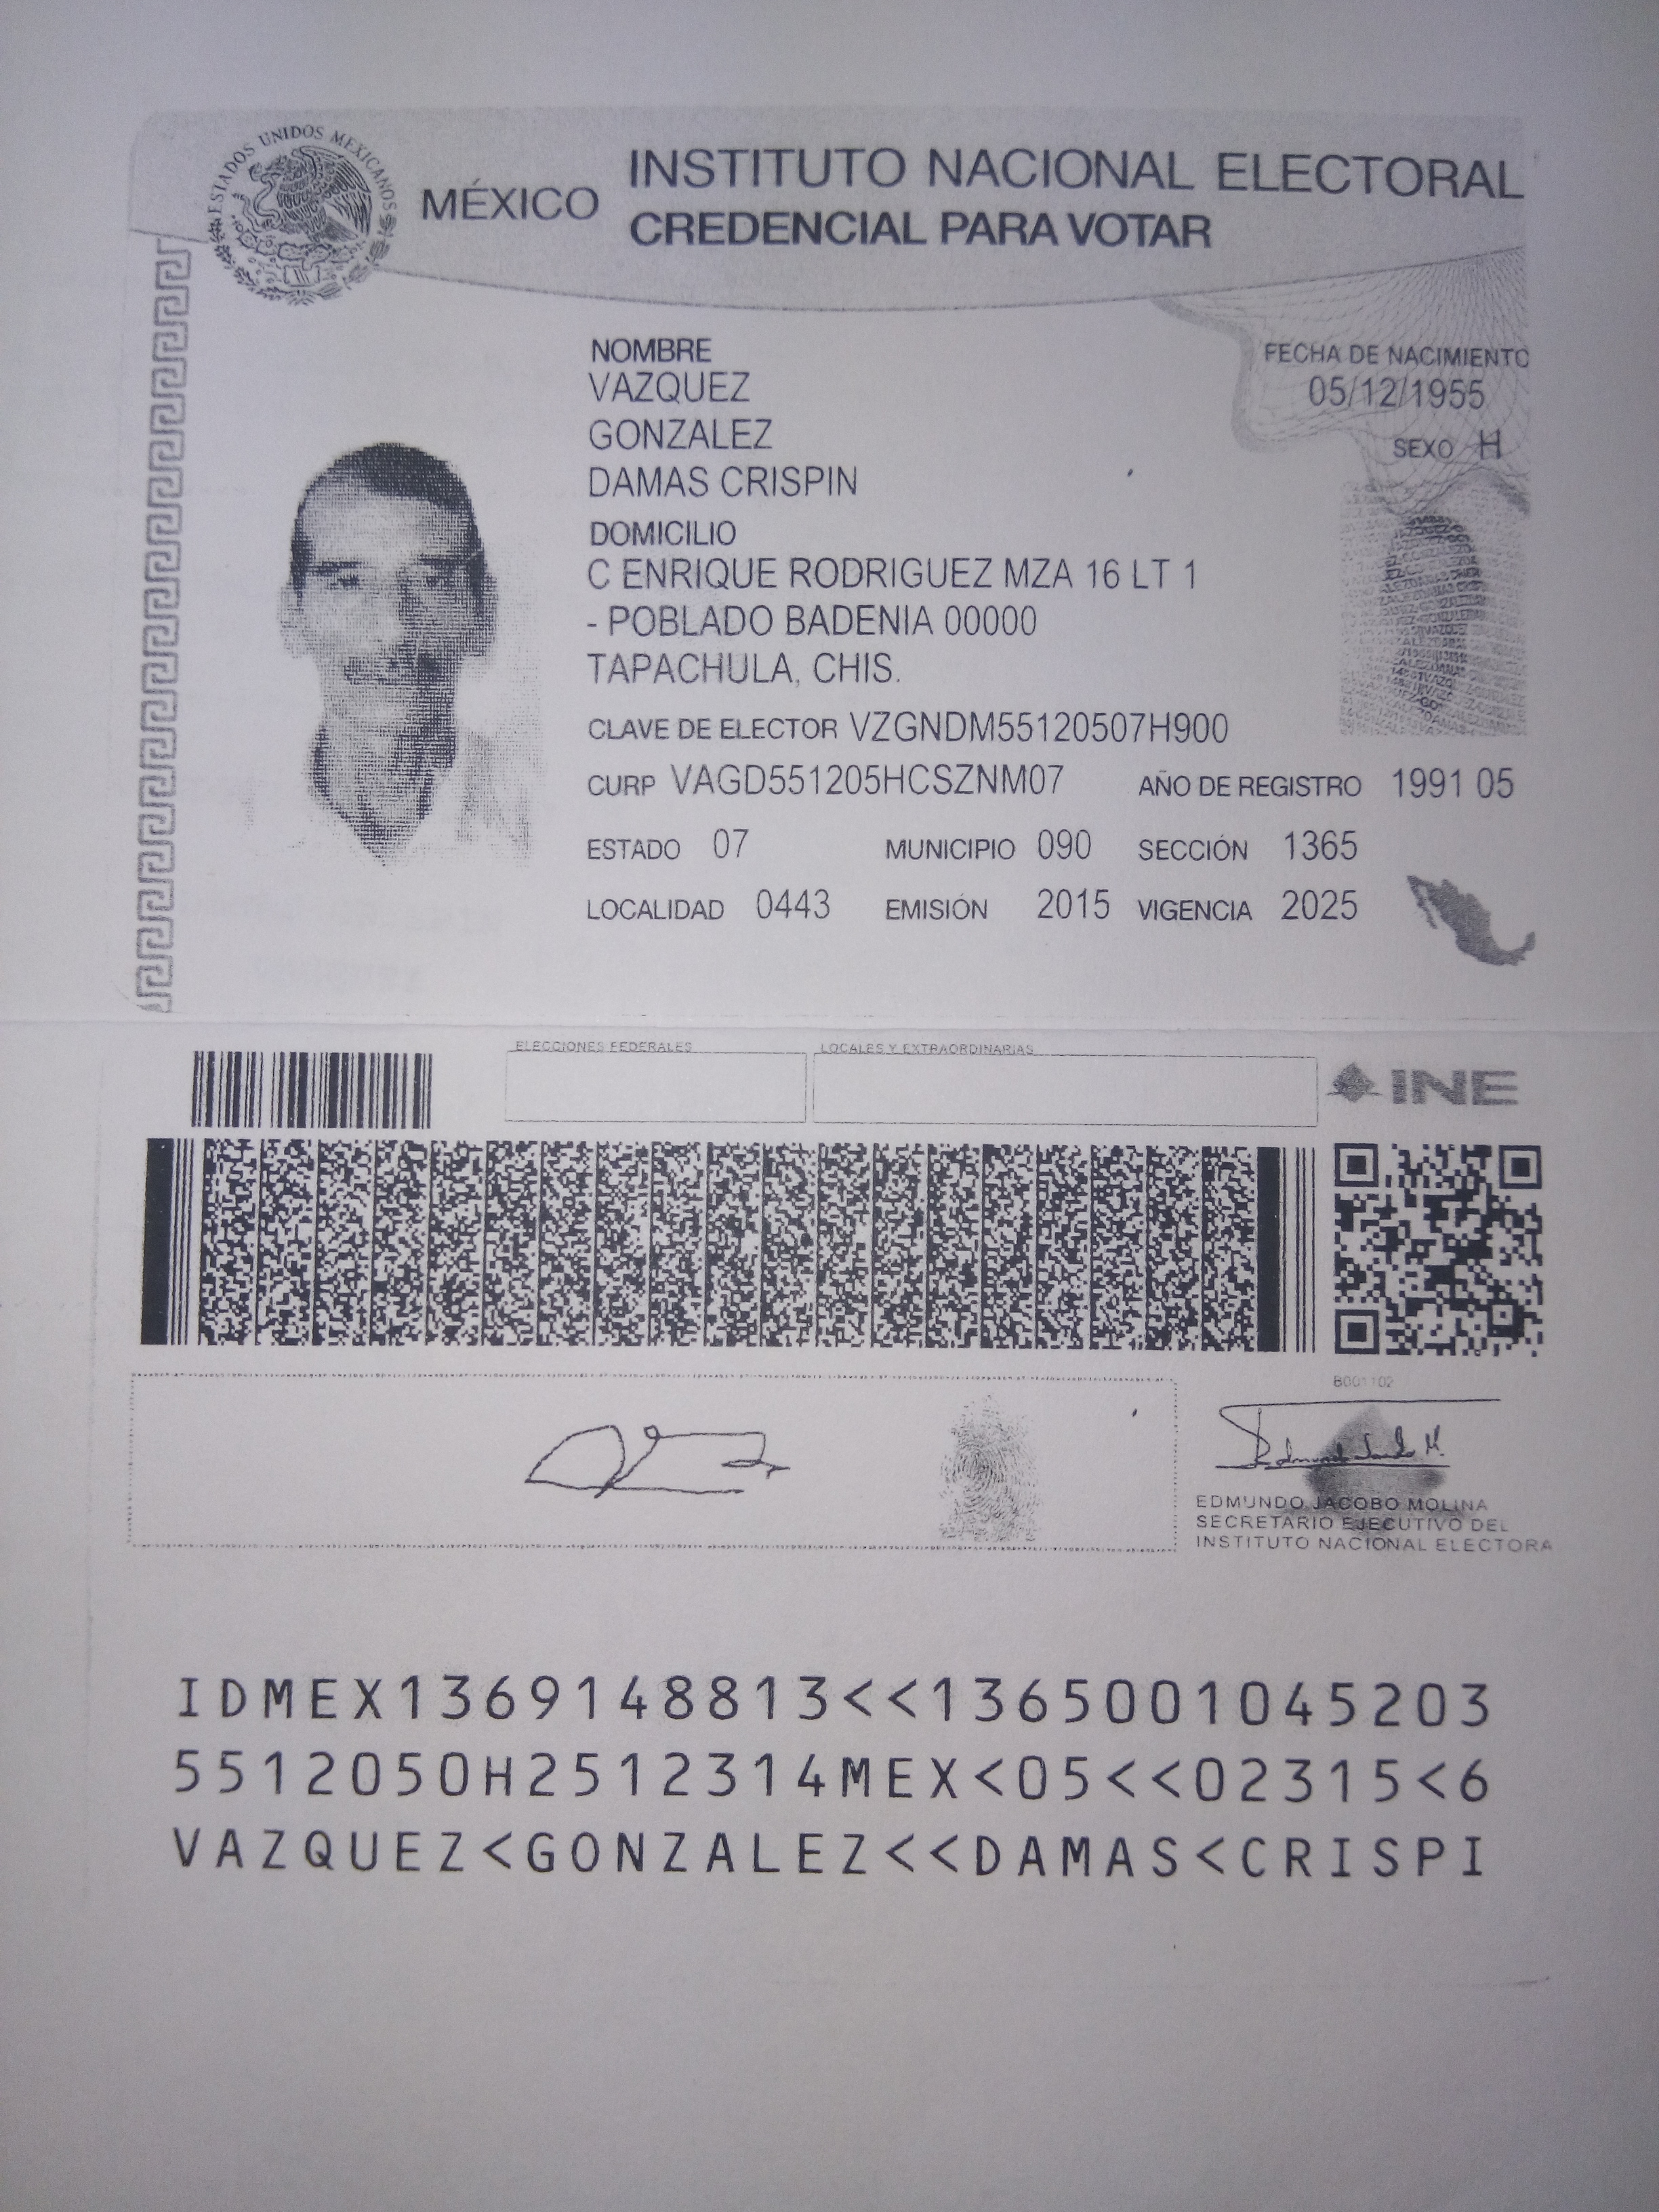 ESTADOS UNIDOS MEXICANOS
MÉXICO
INSTITUTO NACIONAL ELECTORAL
CREDENCIAL PARA VOTAR
NOMBRE
VAZQUEZ
GONZALEZ
DAMAS CRISPIN
FECHA DE NACIMIENTO
05/12/1955
SEXO H
DOMICILIO
C ENRIQUE RODRIGUEZ MZA 16 LT 1
- POBLADO BADENIA 00000
TAPACHULA, CHIS.
CLAVE DE ELECTOR VZGNDM55120507H900
CURP VAGD551205HCSZNM07 AÑO DE REGISTRO 1991 05
ESTADO 07 MUNICIPIO 090 SECCIÓN 1365
LOCALIDAD 0443 EMISIÓN 2015 VIGENCIA 2025
ELECCIONES FEDERALES LOCALES Y EXTRAORDINARIAS
INE
EDMUNDO JACOBO MOLINA
SECRETARIO EJECUTIVO DEL
INSTITUTO NACIONAL ELECTORA
IDMEX1369148813<<1365001045203
5512050H2512314MEX<05<<02315<6
VAZQUEZ<GONZALEZ<<DAMAS<CRISPI